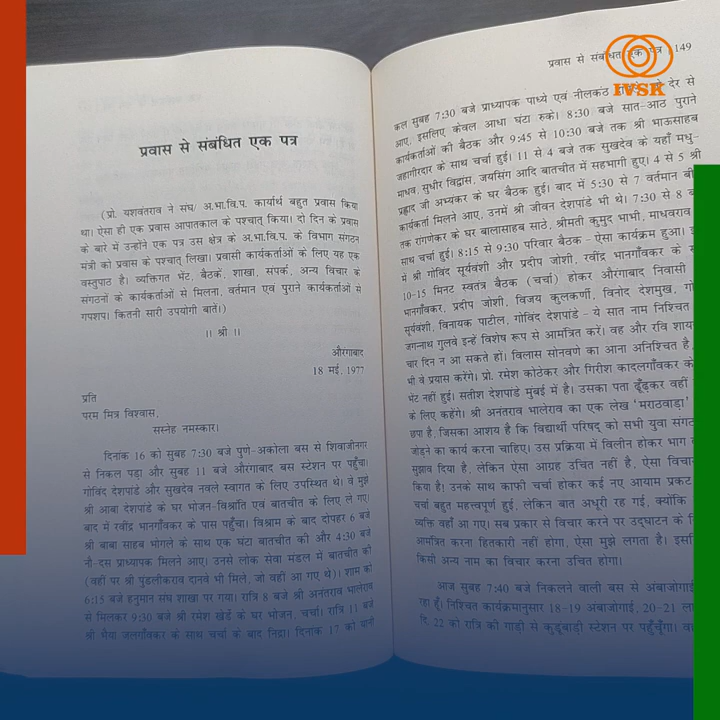 प्रवास से संबंधित एक पत्र
(प्रो. यशवंतराव ने संघ/ अ.भा.वि.प. कार्यार्थ बहुत प्रवास किया
था। ऐसा ही एक प्रवास आपातकाल के पश्चात् किया। दो दिन के प्रवास
के बारे में उन्होंने एक पत्र उस क्षेत्र के अ.भा.वि.प. के विभाग संगठन
मंत्री को प्रवास के पश्चात् लिखा। प्रवासी कार्यकर्ताओं के लिए यह एक
वस्तुपाठ है। व्यक्तिगत भेंट, बैठकें, शाखा, संपर्क, अन्य विचार के
संगठनों के कार्यकर्ताओं से मिलना, वर्तमान एवं पुराने कार्यकर्ताओं से
गपशप। कितनी सारी उपयोगी बातें।)
।। श्री ।।
औरंगाबाद
18 मई, 1977
प्रति
परम मित्र विश्वास,
सस्नेह नमस्कार।
दिनांक 16 को सुबह 7:30 बजे पुणे-अकोला बस से शिवाजीनगर
से निकल पड़ा और सुबह 11 बजे औरंगाबाद बस स्टेशन पर पहुँचा।
गोविंद देशपांडे और सुखदेव नवले स्वागत के लिए उपस्थित थे। वे मुझे
श्री आबा देशपांडे के घर भोजन-विश्रांति एवं बातचीत के लिए ले गए।
बाद में रवींद्र भानगाँवकर के पास पहुँचा। विश्राम के बाद दोपहर 6 बजे
श्री बाबा साहब भोगले के साथ एक घंटा बातचीत की और 4:30 बजे
नौ-दस प्राध्यापक मिलने आए। उनसे लोक सेवा मंडल में बातचीत की
(वहीं पर श्री पुंडलीकराव दानवे भी मिले, जो वहीं आ गए थे)। शाम को
6:15 बजे हनुमान संघ शाखा पर गया। रात्रि 8 बजे श्री अनंतराव भालेराव
से मिलकर 9:30 बजे श्री रमेश खेर्डे के घर भोजन, चर्चा। रात्रि 11 बजे
श्री भैया जलगाँवकर के साथ चर्चा के बाद निद्रा। दिनांक 17 को यानी
प्रवास से संबंधित एक पत्र | 149
IVSK
कल सुबह 7:30 बजे प्राध्यापक पाध्ये एवं नीलकंठ देर से
आए, इसलिए केवल आधा घंटा रुके। 8:30 बजे सात-आठ पुराने
कार्यकर्ताओं की बैठक और 9:45 से 10:30 बजे तक श्री भाऊसाहब
जहागीरदार के साथ चर्चा हुई। 11 से 4 बजे तक सुखदेव के यहाँ मधु-
माधव, सुधीर विद्वांस, जयसिंग आदि बातचीत में सहभागी हुए। 4 से 5 श्री
प्रह्लाद जी अभ्यंकर के घर बैठक हुई। बाद में 5:30 से 7 वर्तमान
कार्यकर्ता मिलने आए, उनमें श्री जीवन देशपांडे भी थे। 7:30 से 8
तक रांगणेकर के घर बालासाहब साठे, श्रीमती कुमुद भाभी, माधवराव
साथ चर्चा हुई। 8:15 से 9:30 परिवार बैठक - ऐसा कार्यक्रम हुआ।
में श्री गोविंद सूर्यवंशी और प्रदीप जोशी, रवींद्र भानगाँवकर के
10-15 मिनट स्वतंत्र बैठक (चर्चा) होकर औरंगाबाद निवासी
भानगाँवकर, प्रदीप जोशी, विजय कुलकर्णी, विनोद देशमुख,
सूर्यवंशी, विनायक पाटील, गोविंद देशपांडे - ये सात नाम निश्चित
जगन्नाथ गुलवे इन्हें विशेष रूप से आमंत्रित करें। वह और रवि
चार दिन न आ सकते हों। विलास सोनवणे का आना अनिश्चित है,
भी वे प्रयास करेंगे। प्रो. रमेश कोठेकर और गिरीश कादलगाँवकर
भेंट नहीं हुई। सतीश देशपांडे मुंबई में है। उसका पता ढूँढ़कर वहीं
के लिए कहेंगे। श्री अनंतराव भालेराव का एक लेख 'मराठवाड़ा'
छपा है, जिसका आशय है कि विद्यार्थी परिषद् को सभी युवा
जोड़ने का कार्य करना चाहिए। उस प्रक्रिया में विलीन होकर भाग
सुझाव दिया है, लेकिन ऐसा आग्रह उचित नहीं है, ऐसा
किया है! उनके साथ काफी चर्चा होकर कई नए आयाम प्रकट
चर्चा बहुत महत्त्वपूर्ण हुई, लेकिन बात अधूरी रह गई, क्योंकि
व्यक्ति वहाँ आ गए। सब प्रकार से विचार करने पर उद्घाटन के
आमंत्रित करना हितकारी नहीं होगा, ऐसा मुझे लगता है।
किसी अन्य नाम का विचार करना उचित होगा।
आज सुबह 7:40 बजे निकलने वाली बस से अंबाजोगाई
रहा हूँ। निश्चित कार्यक्रमानुसार 18-19 अंबाजोगाई, 20-21
दि. 22 को रात्रि की गाड़ी से कुर्डूवाड़ी स्टेशन पर पहुँचूँगा।